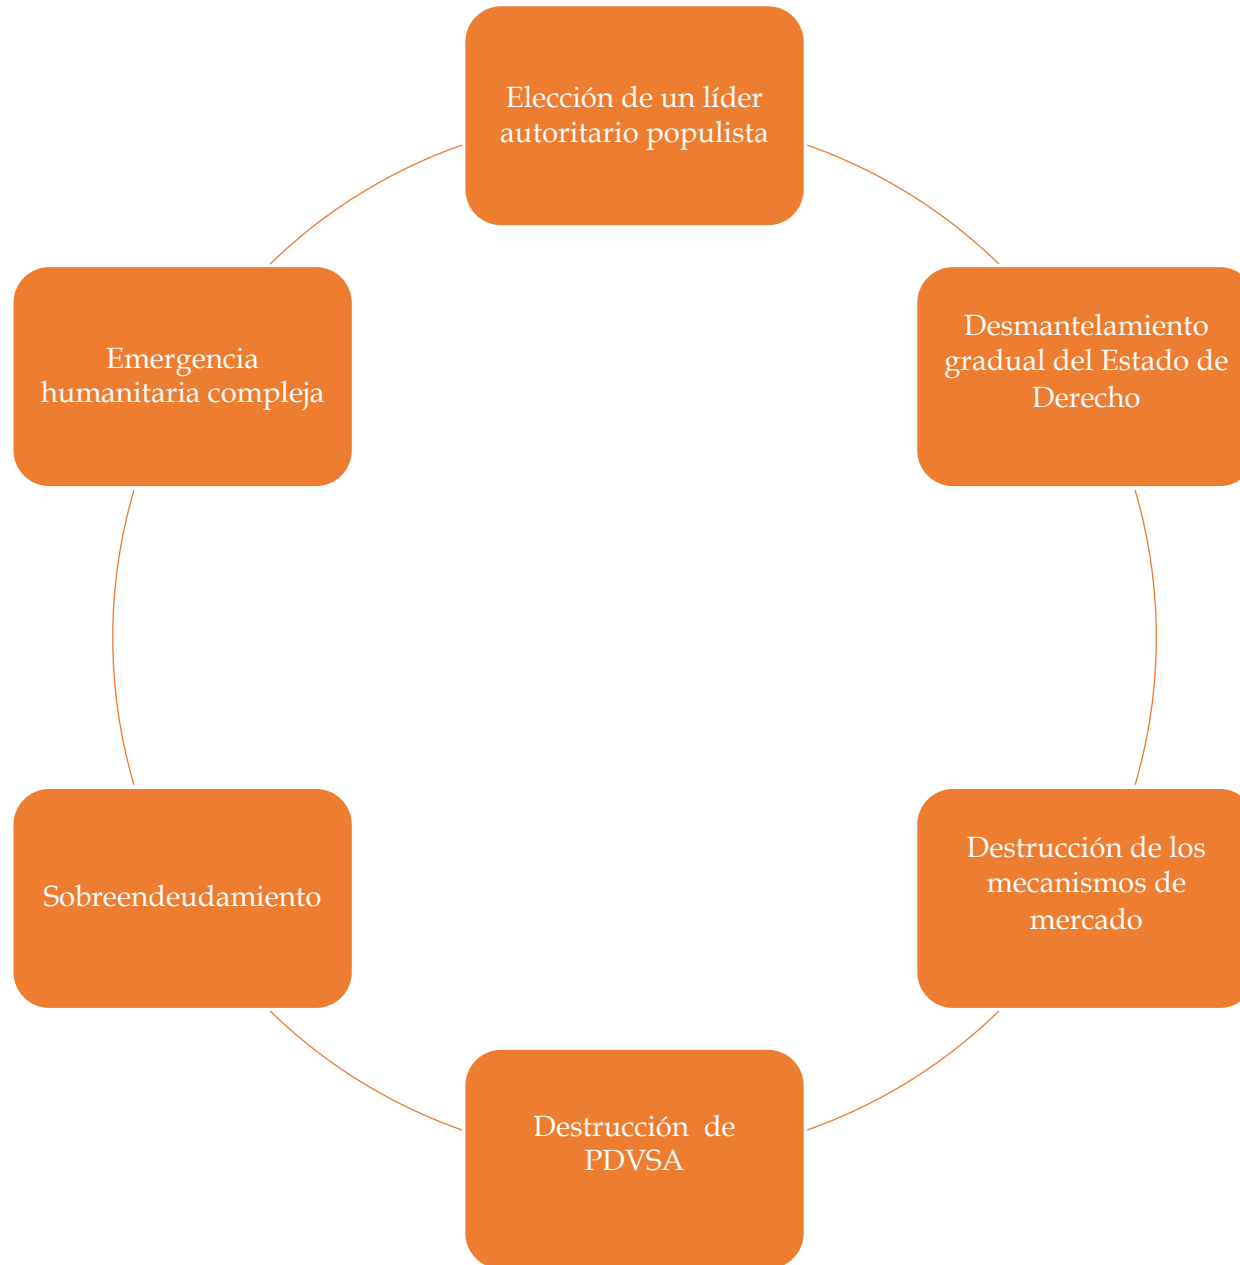 Elección de un líder
autoritario populista
Desmantelamiento
gradual del Estado de
Derecho
Destrucción de los
mecanismos de
mercado
Destrucción  de
PDVSA
Sobreendeudamiento
Emergencia
humanitaria compleja